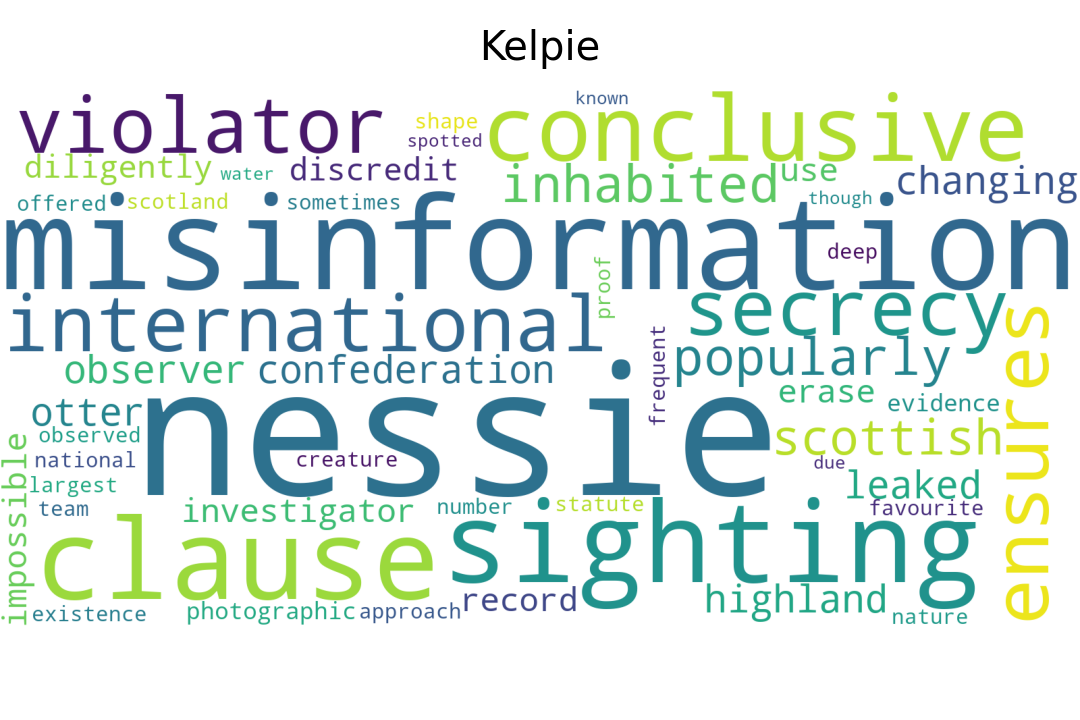 Kelpie
known
violator
shape
conclusive
spotted
diligently
water
discredit
inhabited
use
changing
offered
scotland
sometimes
though
misinformation
deep
proof
international
secrecy
ensures
frequent
popularly
observer
confederation
erase
evidence
otter
nessie
scottish
observed
national
creature
due
impossible
largest
leaked
team
investigator
number
statute
favourite
clause
sighting
existence
photographic
approach
record
highland
nature